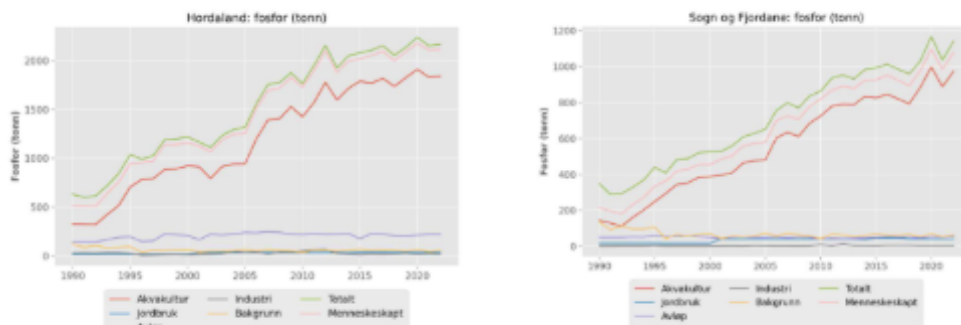 Hordaland: fosfor (tonn)
Fosfor (tonn)
2000
1500
1000
500
0
1990 1995 2000 2005 2010 2015 2020
Akvakultur Industri Totalt
Jordbruk Bakgrunn Menneskeskapt
Sogn og Fjordane: fosfor (tonn)
Fosfor (tonn)
1200
1000
800
600
400
200
0
1990 1995 2000 2005 2010 2015 2020
Akvakultur Industri Totalt
Jordbruk Bakgrunn Menneskeskapt
Avløp